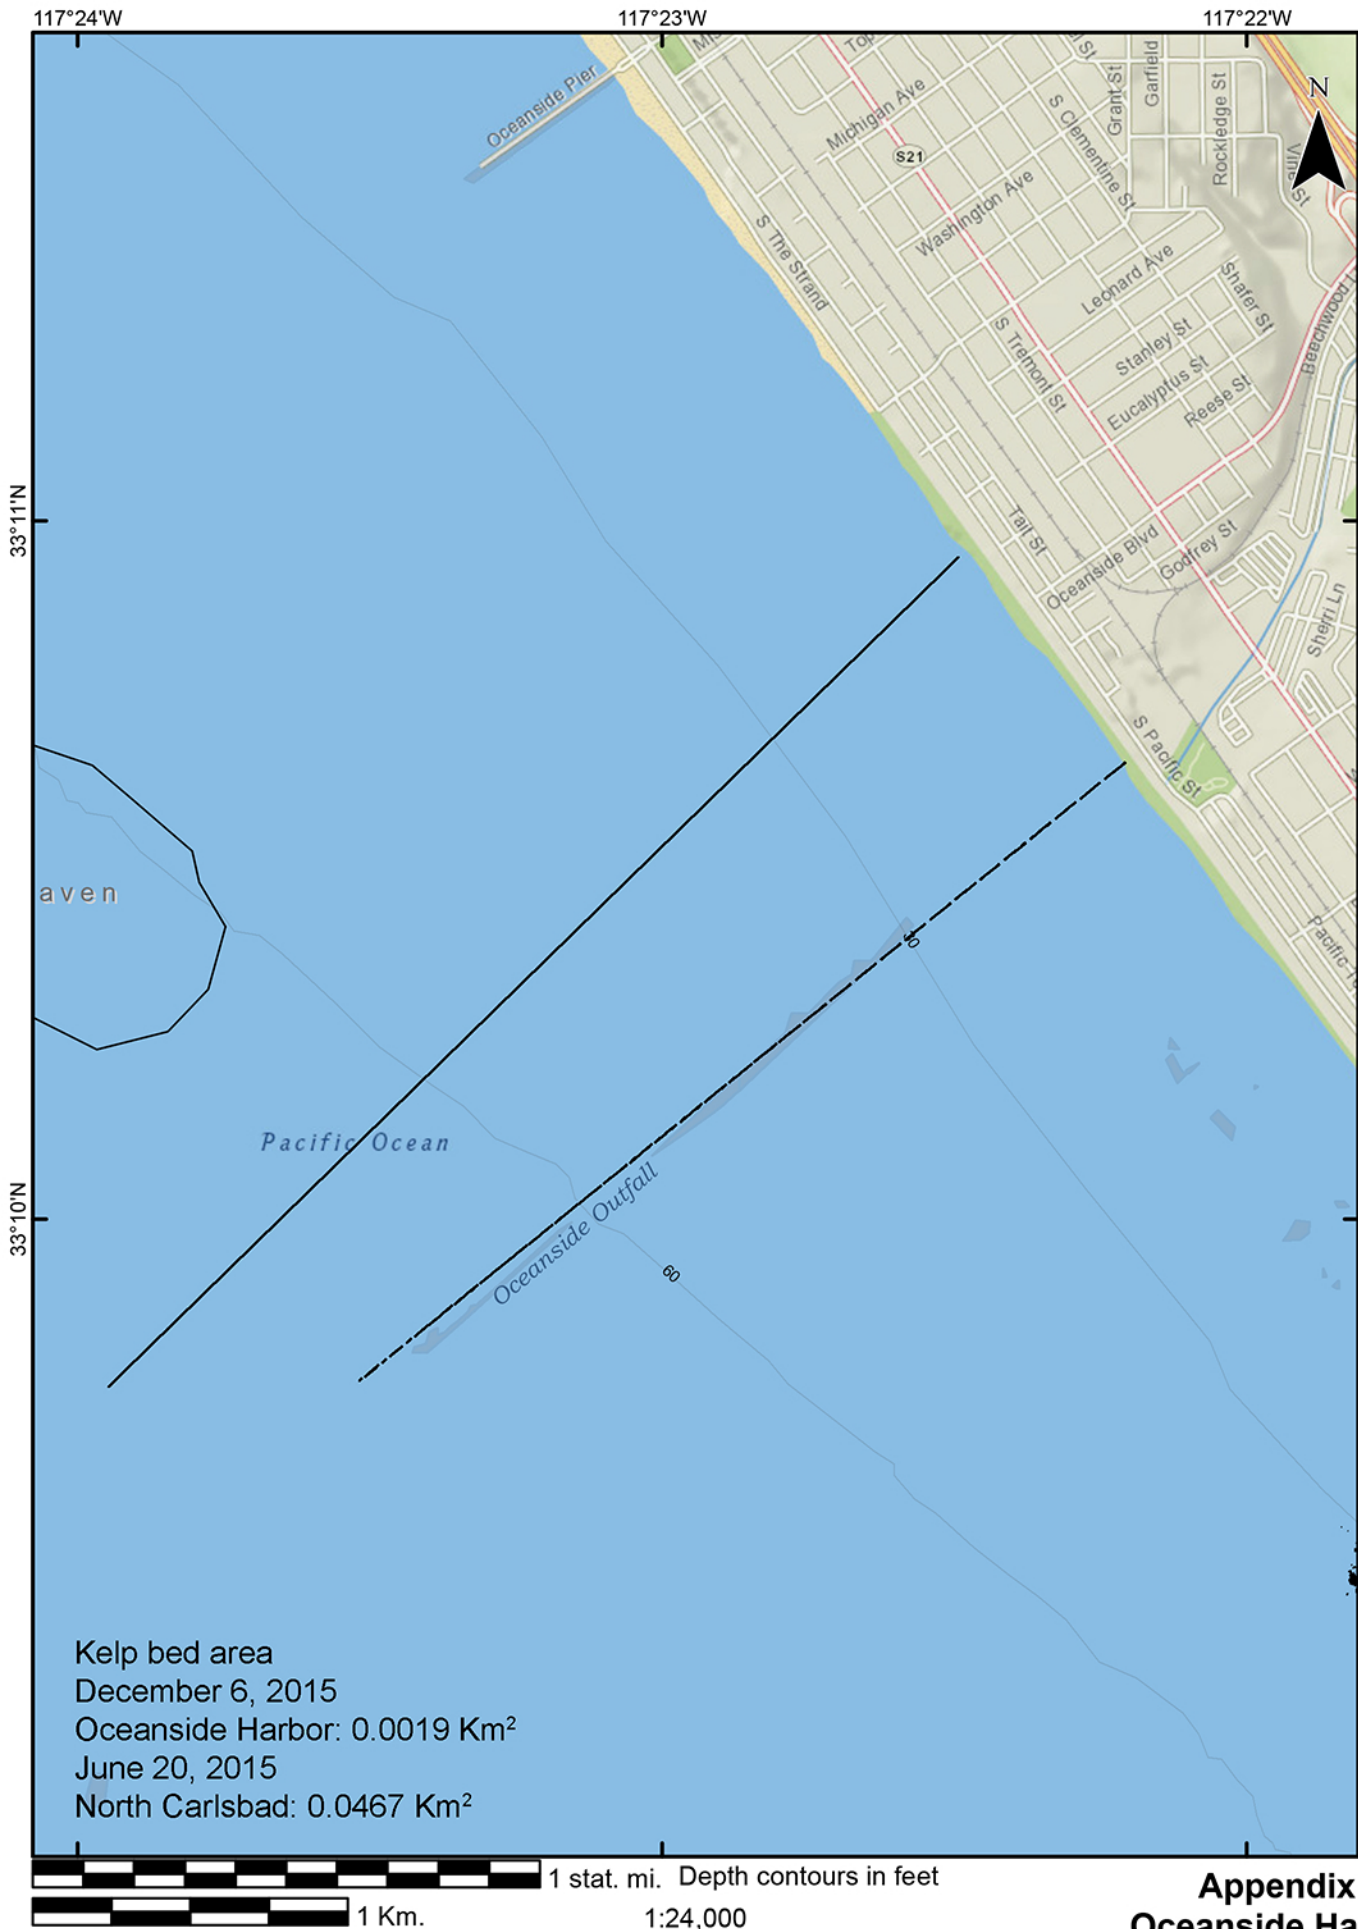 117°24'W
117°23'W
117°22'W
N
Oceanside Pier
Michigan Ave
S21
Washington Ave
S Clementine St
Grant St
Garfield
Rockledge St
S The Strand
Leonard Ave
Shafer St
Beechwood
S Tremont St
Stanley St
Eucalyptus St
Reese St
33°11'N
Tait St
Oceanside Blvd
Godfrey St
Sherri Ln
S Pacific St
aven
30
Pacific
Pacific Ocean
33°10'N
Oceanside Outfall
60
Kelp bed area
December 6, 2015
Oceanside Harbor: 0.0019 Km²
June 20, 2015
North Carlsbad: 0.0467 Km²
1 stat. mi.
Depth contours in feet
Appendix
1 Km.
1:24,000
Oceanside Ha